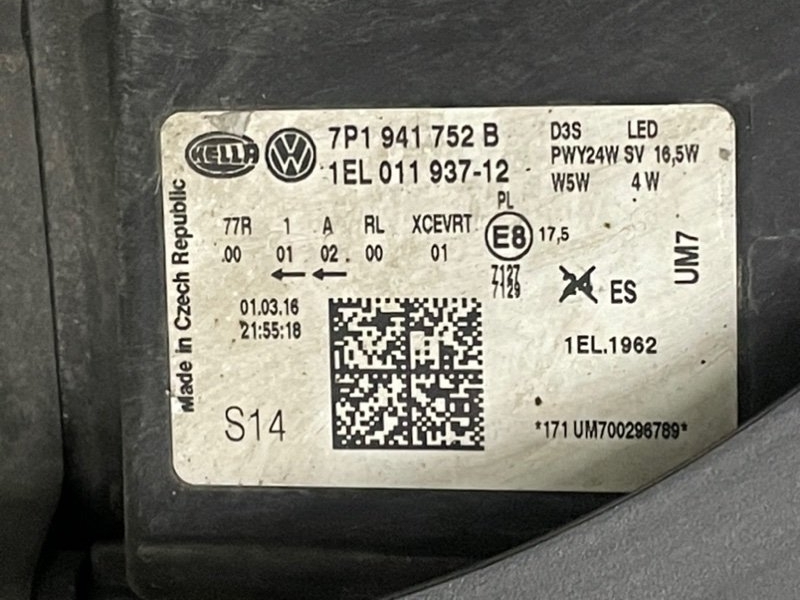 HELLA
7P1 941 752 B
1EL 011 937-12
D3S LED
PWY24W SV 16,5W
W5W 4 W
PL
77R 1 A RL XCEVRT
.00 01 02. 00 01
E8 17,5
7127
7129
24 ES
UM7
Made in Czech Republic
01.03.16
21:55:18
1EL.1962
S14
*171 UM700296789*